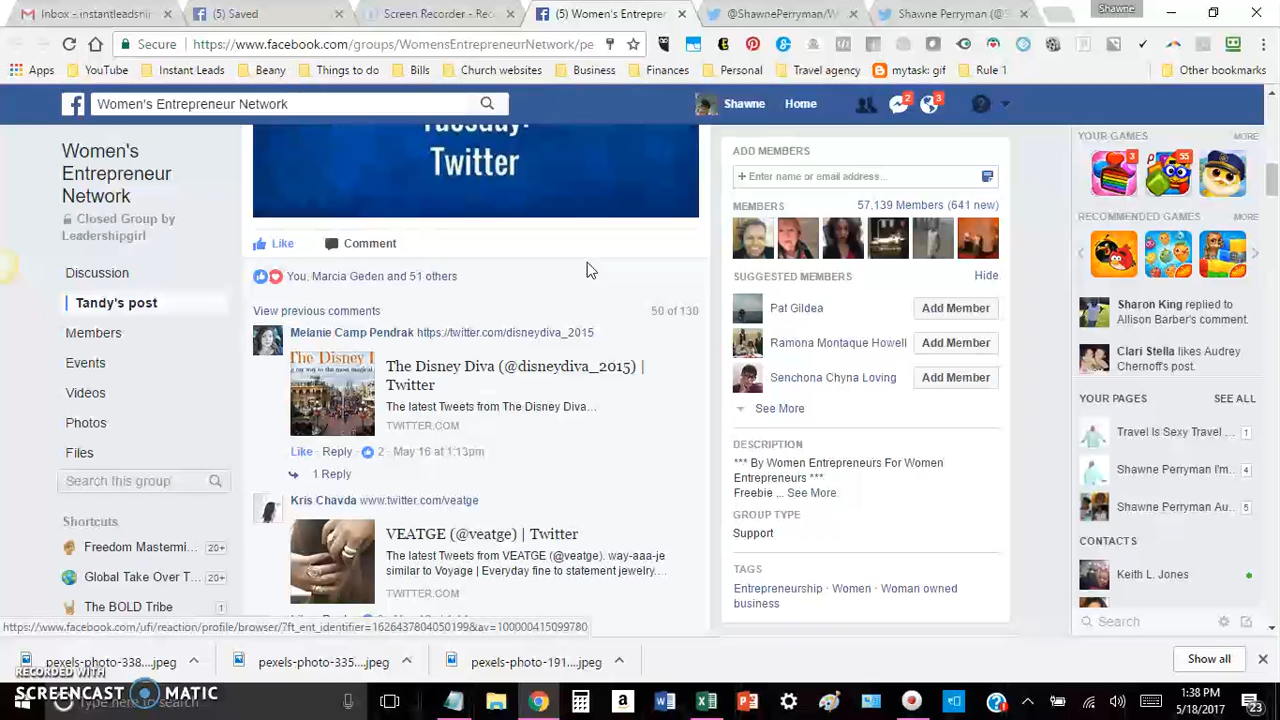 Inbox - instantleadsni
(5) Saved
Screen Recorder - Rec
(5) Women's Entrepre
@ShawnePerryman/W
Shawne Perryman (@S
Shawne
Secure
https://www.facebook.com/groups/WomensEntrepreneurNetwork/pe
Apps
YouTube
Instant Leads
Beany
Things to do
Bills
Church websites
Business
Finances
Personal
Travel agency
mytask: gif
Rule 1
Other bookmarks
Women's Entrepreneur Network
Shawne
Home
2
3
Women's
Entrepreneur
Network
Closed Group by
Leadershipgirl
Discussion
Tandy's post
Members
Events
Videos
Photos
Files
Search this group
Shortcuts
Freedom Mastermi... 20+
Global Take Over T... 20+
The BOLD Tribe 1
Tuesday:
Twitter
Like
Comment
You, Marcia Geden and 51 others
View previous comments
50 of 130
Melanie Camp Pendrak https://twitter.com/disneydiva_2015
The Disney Diva (@disneydiva_2015) |
Twitter
The latest Tweets from The Disney Diva...
TWITTER.COM
Like · Reply · 2 · May 16 at 1:13pm
1 Reply
Kris Chavda www.twitter.com/veatge
VEATGE (@veatge) | Twitter
The latest Tweets from VEATGE (@veatge). way-aaa-je
similar to Voyage | Everyday fine to statement jewelry....
TWITTER.COM
ADD MEMBERS
+ Enter name or email address...
MEMBERS
57,139 Members (641 new)
SUGGESTED MEMBERS
Hide
Pat Gildea
Add Member
Ramona Montaque Howell
Add Member
Senchona Chyna Loving
Add Member
See More
DESCRIPTION
*** By Women Entrepreneurs For Women
Entrepreneurs ***
Freebie ... See More
GROUP TYPE
Support
TAGS
Entrepreneurship · Women · Woman owned
business
YOUR GAMES
MORE
3
55
RECOMMENDED GAMES
MORE
Sharon King replied to
Allison Barber's comment.
Clari Stella likes Audrey
Chernoff's post.
YOUR PAGES
SEE ALL
Travel Is Sexy Travel ... 1
Shawne Perryman I'm... 4
Shawne Perryman Au... 5
CONTACTS
Keith L. Jones
Search
https://www.facebook.com/ufi/reaction/profile/browser/?ft_ent_identifier=1626437804050199&av=100000415099780
pexels-photo-338....jpeg
pexels-photo-335....jpeg
pexels-photo-191....jpeg
Show all
RECORDED WITH
SCREENCAST MATIC
Type here to search
1:38 PM
5/18/2017
23